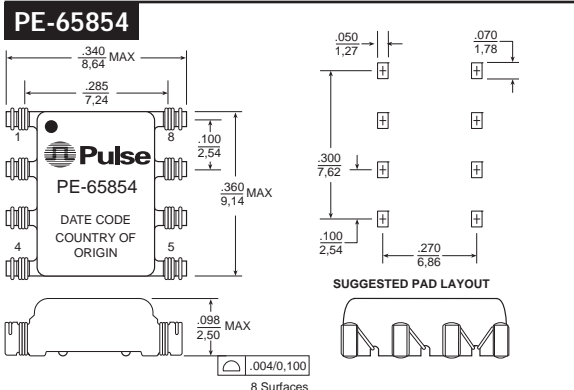 PE-65854
.340
8,64
MAX
.285
7,24
1
8
Pulse
PE-65854
DATE CODE
COUNTRY OF
ORIGIN
4
5
.100
2,54
.360
9,14
MAX
.098
2,50
MAX
.004/0,100
8 Surfaces
.050
1,27
.070
1,78
.300
7,62
.100
2,54
.270
6,86
SUGGESTED PAD LAYOUT